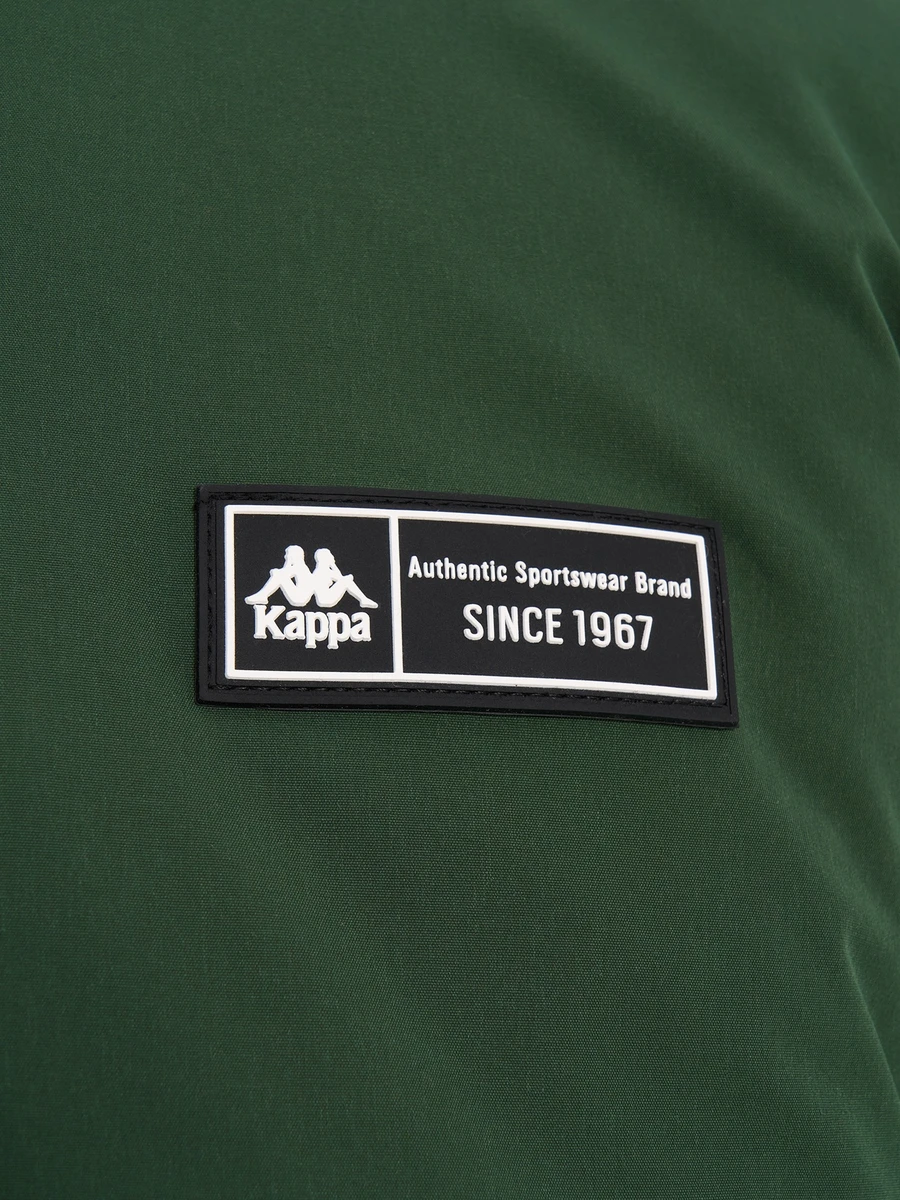 Kappa
Authentic Sportswear Brand
SINCE 1967